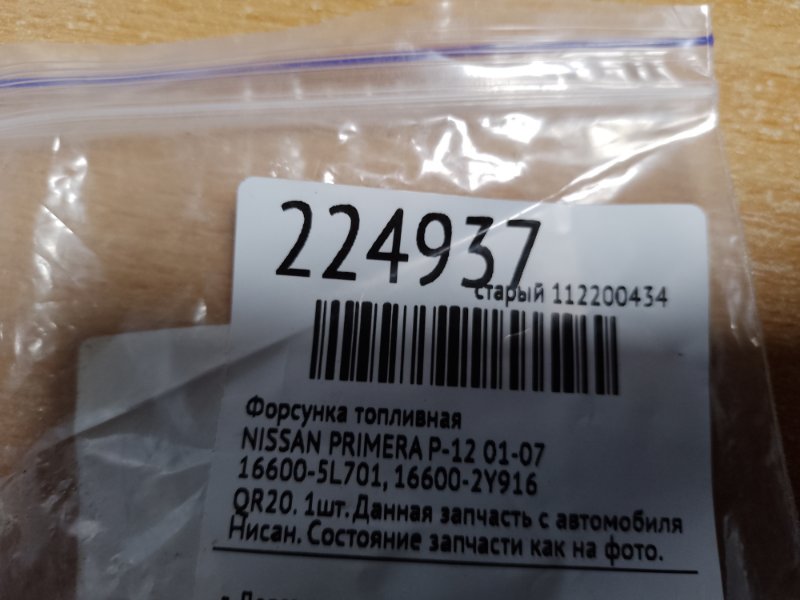 224937
старый 112200434
Форсунка топливная
NISSAN PRIMERA P-12 01-07
16600-5L701, 16600-2Y916
QR20. 1шт. Данная запчасть с автомобиля
Нисан. Состояние запчасти как на фото.